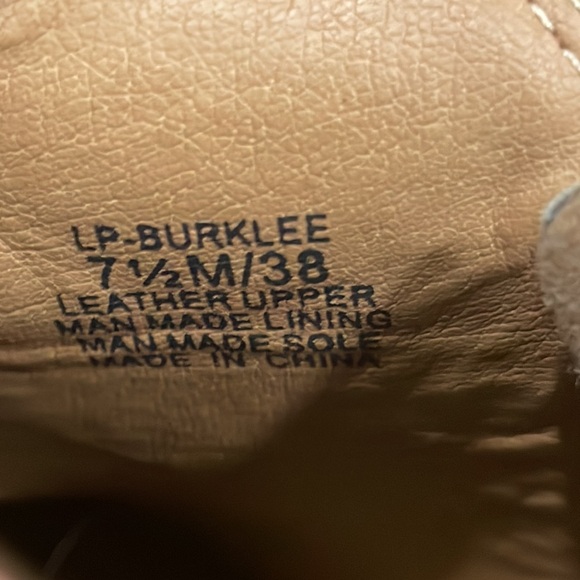 LP-BURKLEE
7½M/38
LEATHER UPPER
MAN MADE LINING
MAN MADE SOLE
MADE IN CHINA